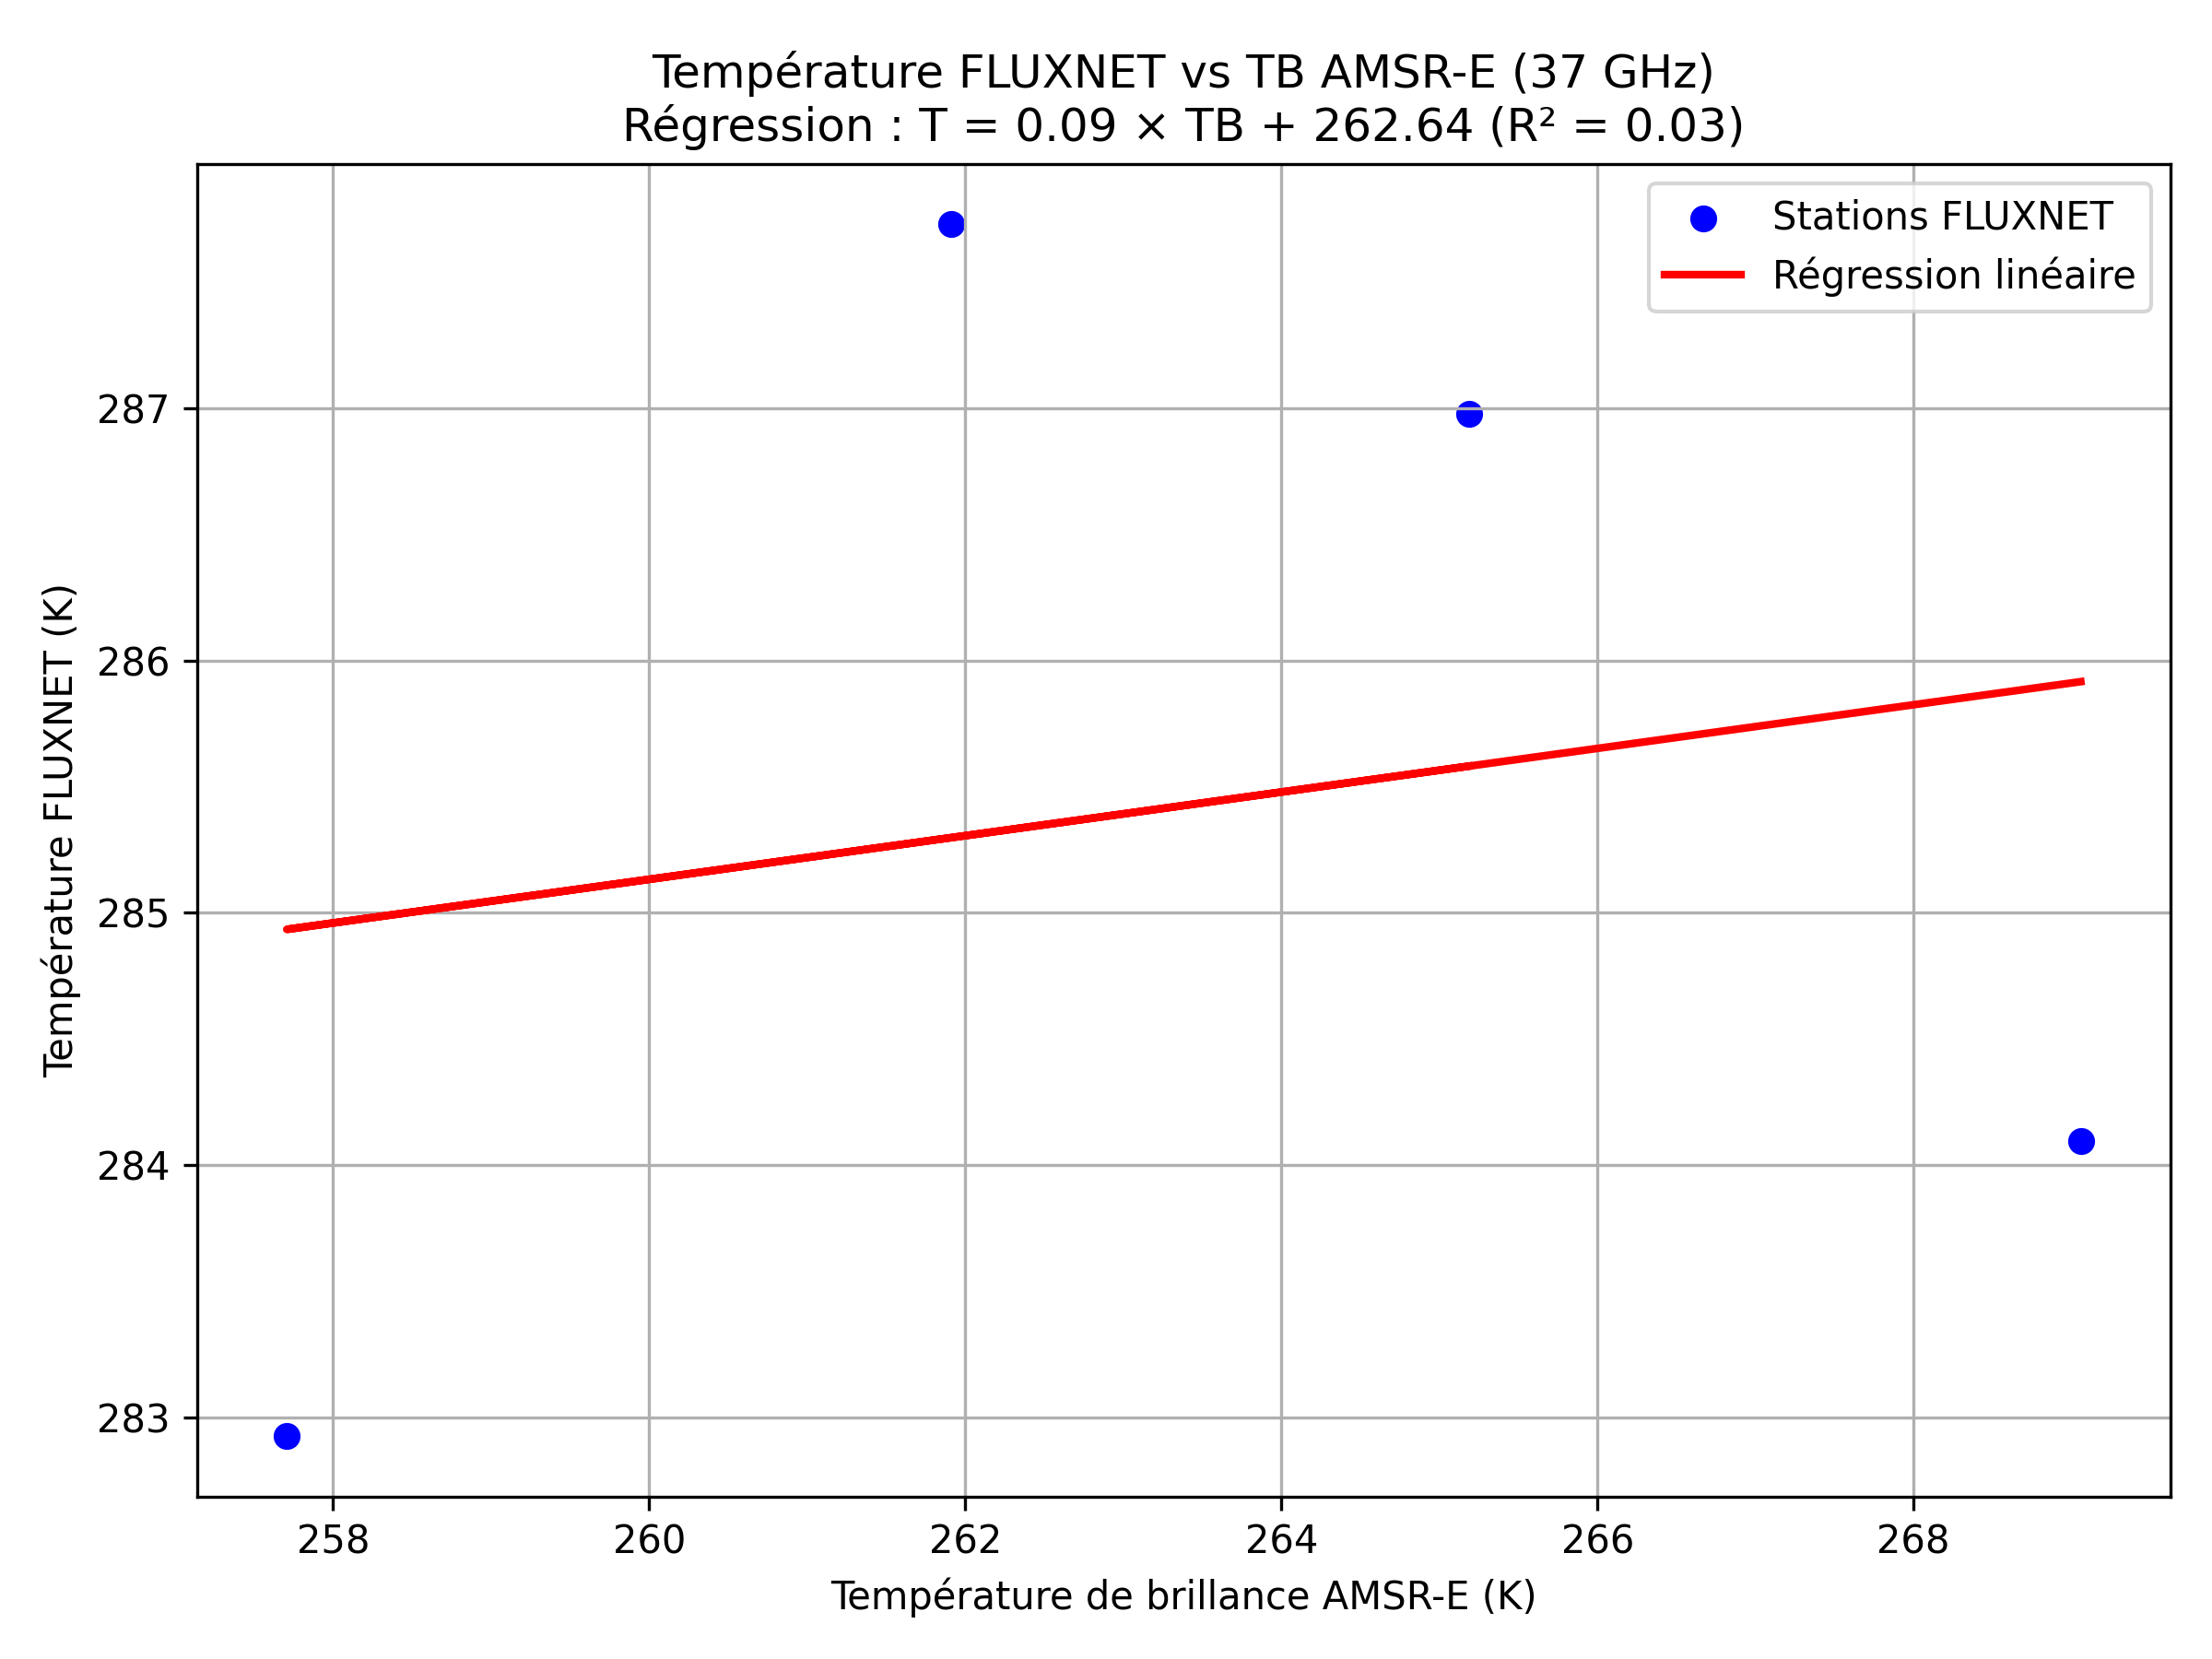 Température FLUXNET vs TB AMSR-E (37 GHz)
Régression : T = 0.09 × TB + 262.64 (R² = 0.03)
Stations FLUXNET
Régression linéaire
287
286
285
284
283
Température FLUXNET (K)
258 260 262 264 266 268
Température de brillance AMSR-E (K)